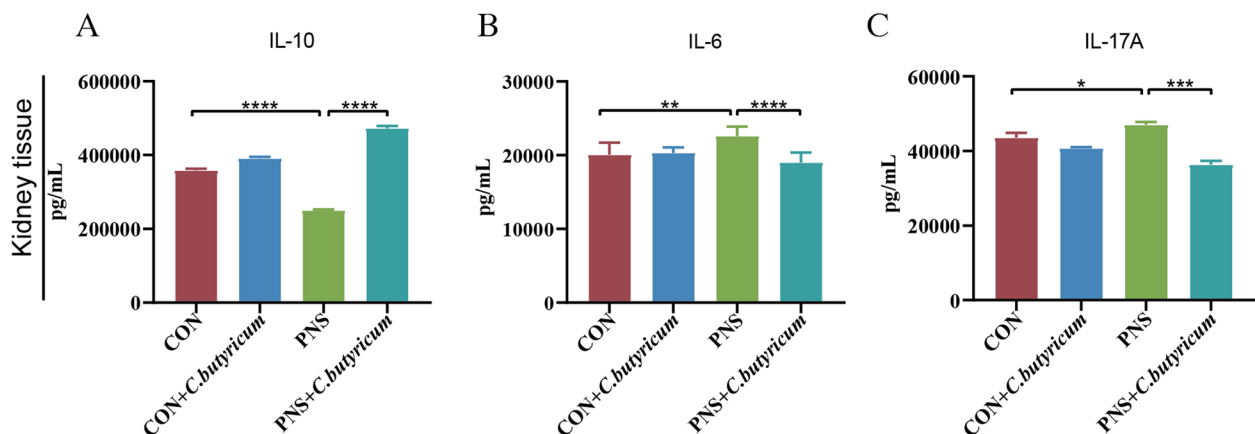 A
IL-10
Kidney tissue
pg/mL
600000
400000
200000
0
****
****
CON
CON+C.butyricum
PNS
PNS+C.butyricum
B
IL-6
pg/mL
30000
20000
10000
0
**
****
CON
CON+C.butyricum
PNS
PNS+C.butyricum
C
IL-17A
pg/mL
60000
40000
20000
0
*
***
CON
CON+C.butyricum
PNS
PNS+C.butyricum